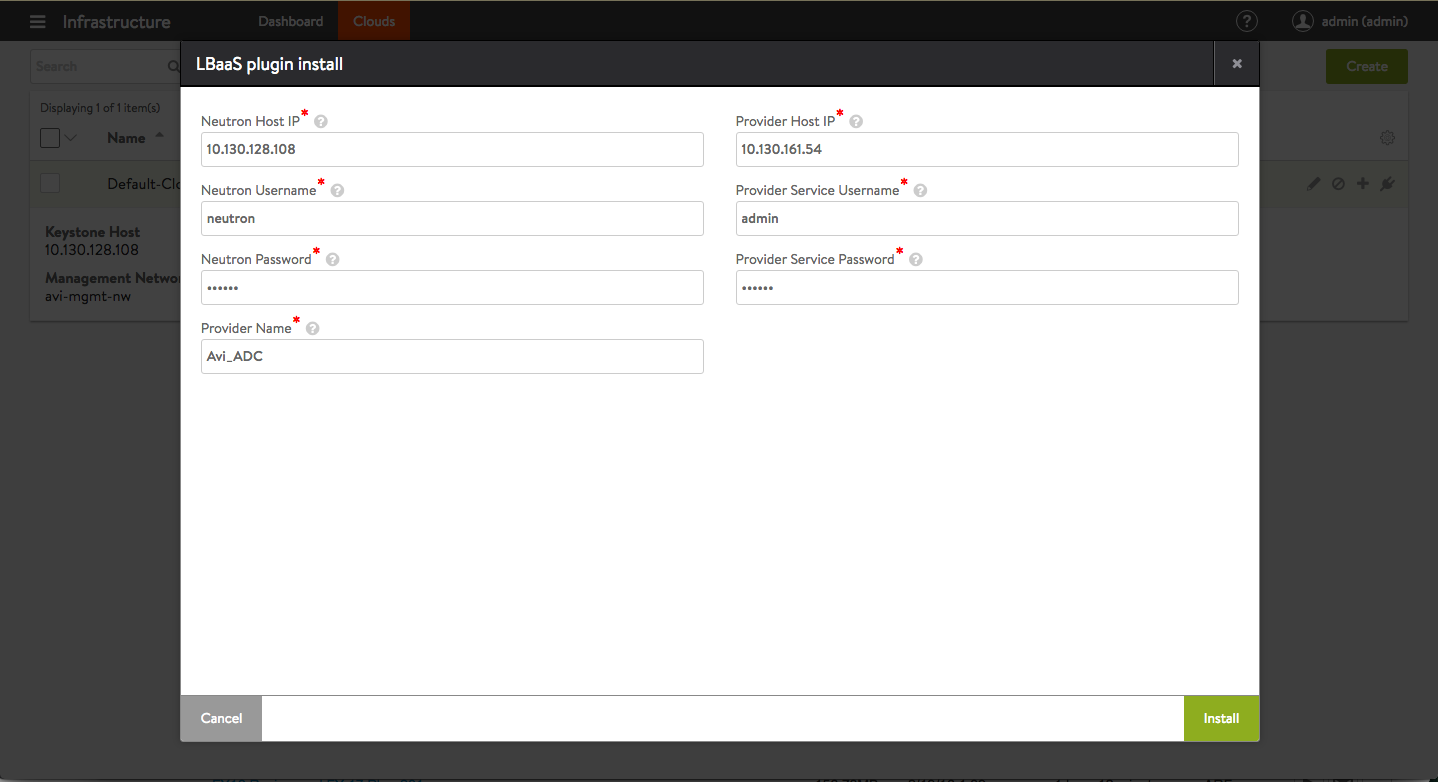 Infrastructure Dashboard Clouds ? admin (admin)
LBaaS plugin install
Search
Create
Displaying 1 of 1 item(s)
Name
Default-Clo
Keystone Host
10.130.128.108
Management Netwo
avi-mgmt-nw
Neutron Host IP* ?
10.130.128.108
Provider Host IP* ?
10.130.161.54
Neutron Username* ?
neutron
Provider Service Username* ?
admin
Neutron Password* ?
••••••
Provider Service Password* ?
••••••
Provider Name* ?
Avi_ADC
Cancel
Install